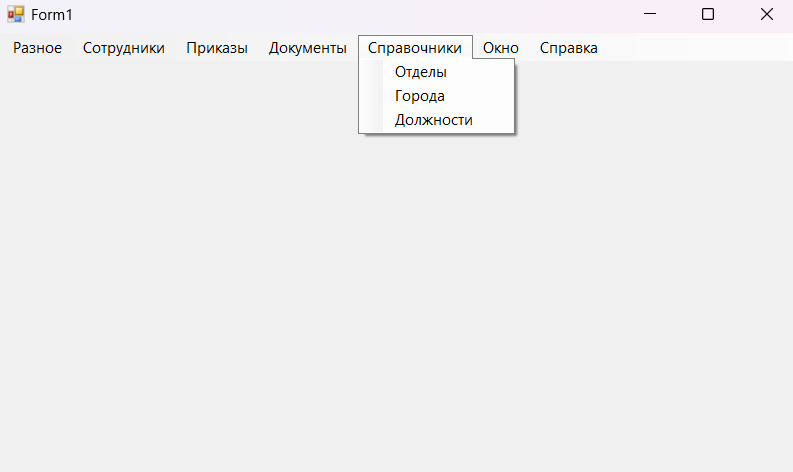 Form1
Разное Сотрудники Приказы Документы Справочники Окно Справка
Отделы
Города
Должности